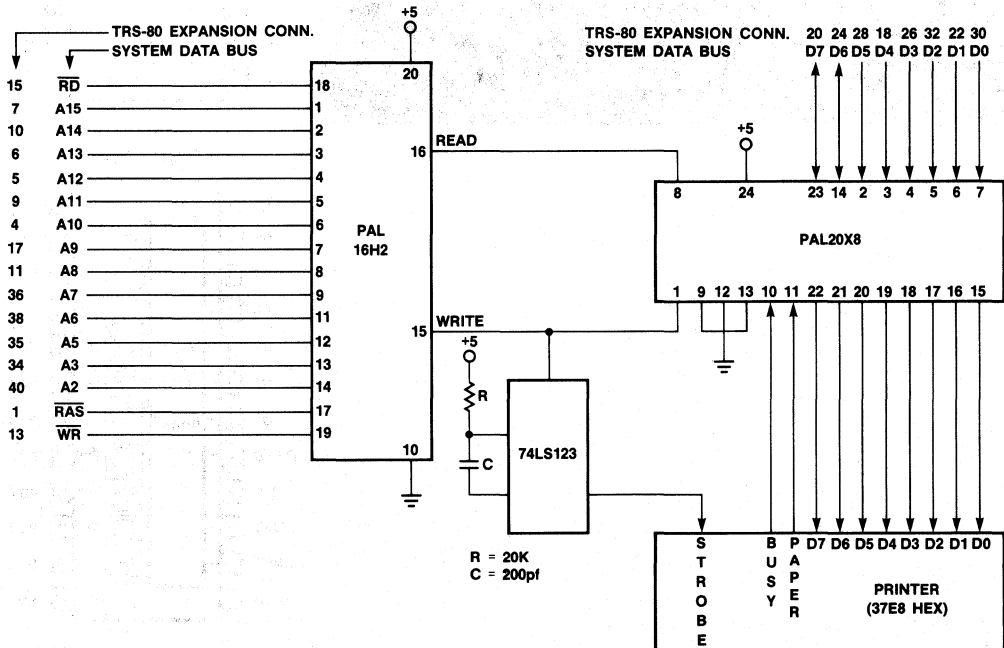 TRS-80 EXPANSION CONN.
SYSTEM DATA BUS
15 RD 18
7 A15 1
10 A14 2
6 A13 3
5 A12 4
9 A11 5
4 A10 6
17 A9 7
11 A8 8
36 A7 9
38 A6 11
35 A5 12
34 A3 13
40 A2 14
1 RAS 17
13 WR 19
+5
20
16 READ
PAL
16H2
15 WRITE
10
+5
R
C
74LS123
R = 20K
C = 200pf
TRS-80 EXPANSION CONN. 20 24 28 18 26 32 22 30
SYSTEM DATA BUS D7 D6 D5 D4 D3 D2 D1 D0
+5
8 24 23 14 2 3 4 5 6 7
PAL20X8
1 9 12 13 10 11 22 21 20 19 18 17 16 15
STROBE
BUSY
PAPER
D7 D6 D5 D4 D3 D2 D1 D0
PRINTER
(37E8 HEX)